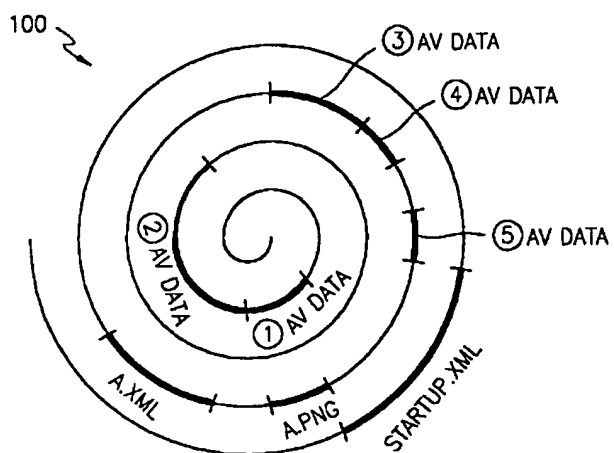 100
③ AV DATA
④ AV DATA
⑤ AV DATA
② AV DATA
① AV DATA
A.XML
A.PNG
STARTUP.XML